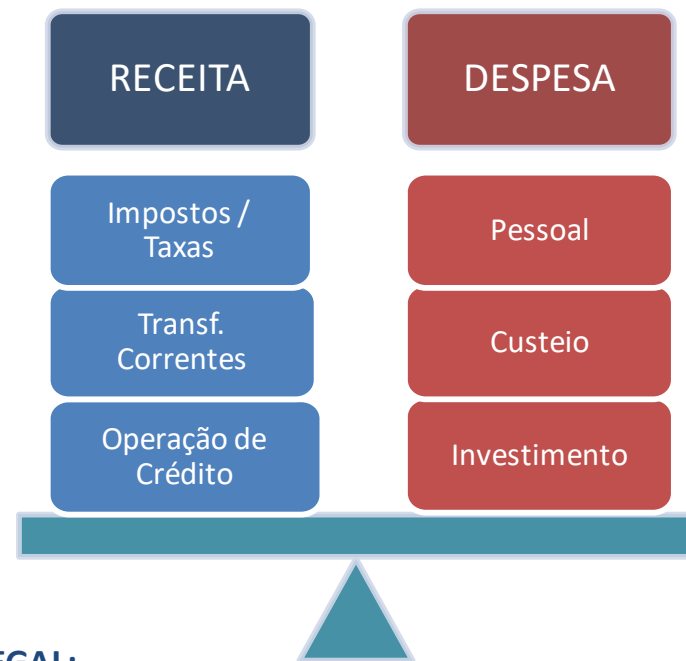 RECEITA
DESPESA
Impostos /
Taxas
Pessoal
Transf.
Correntes
Custeio
Operação de
Crédito
Investimento